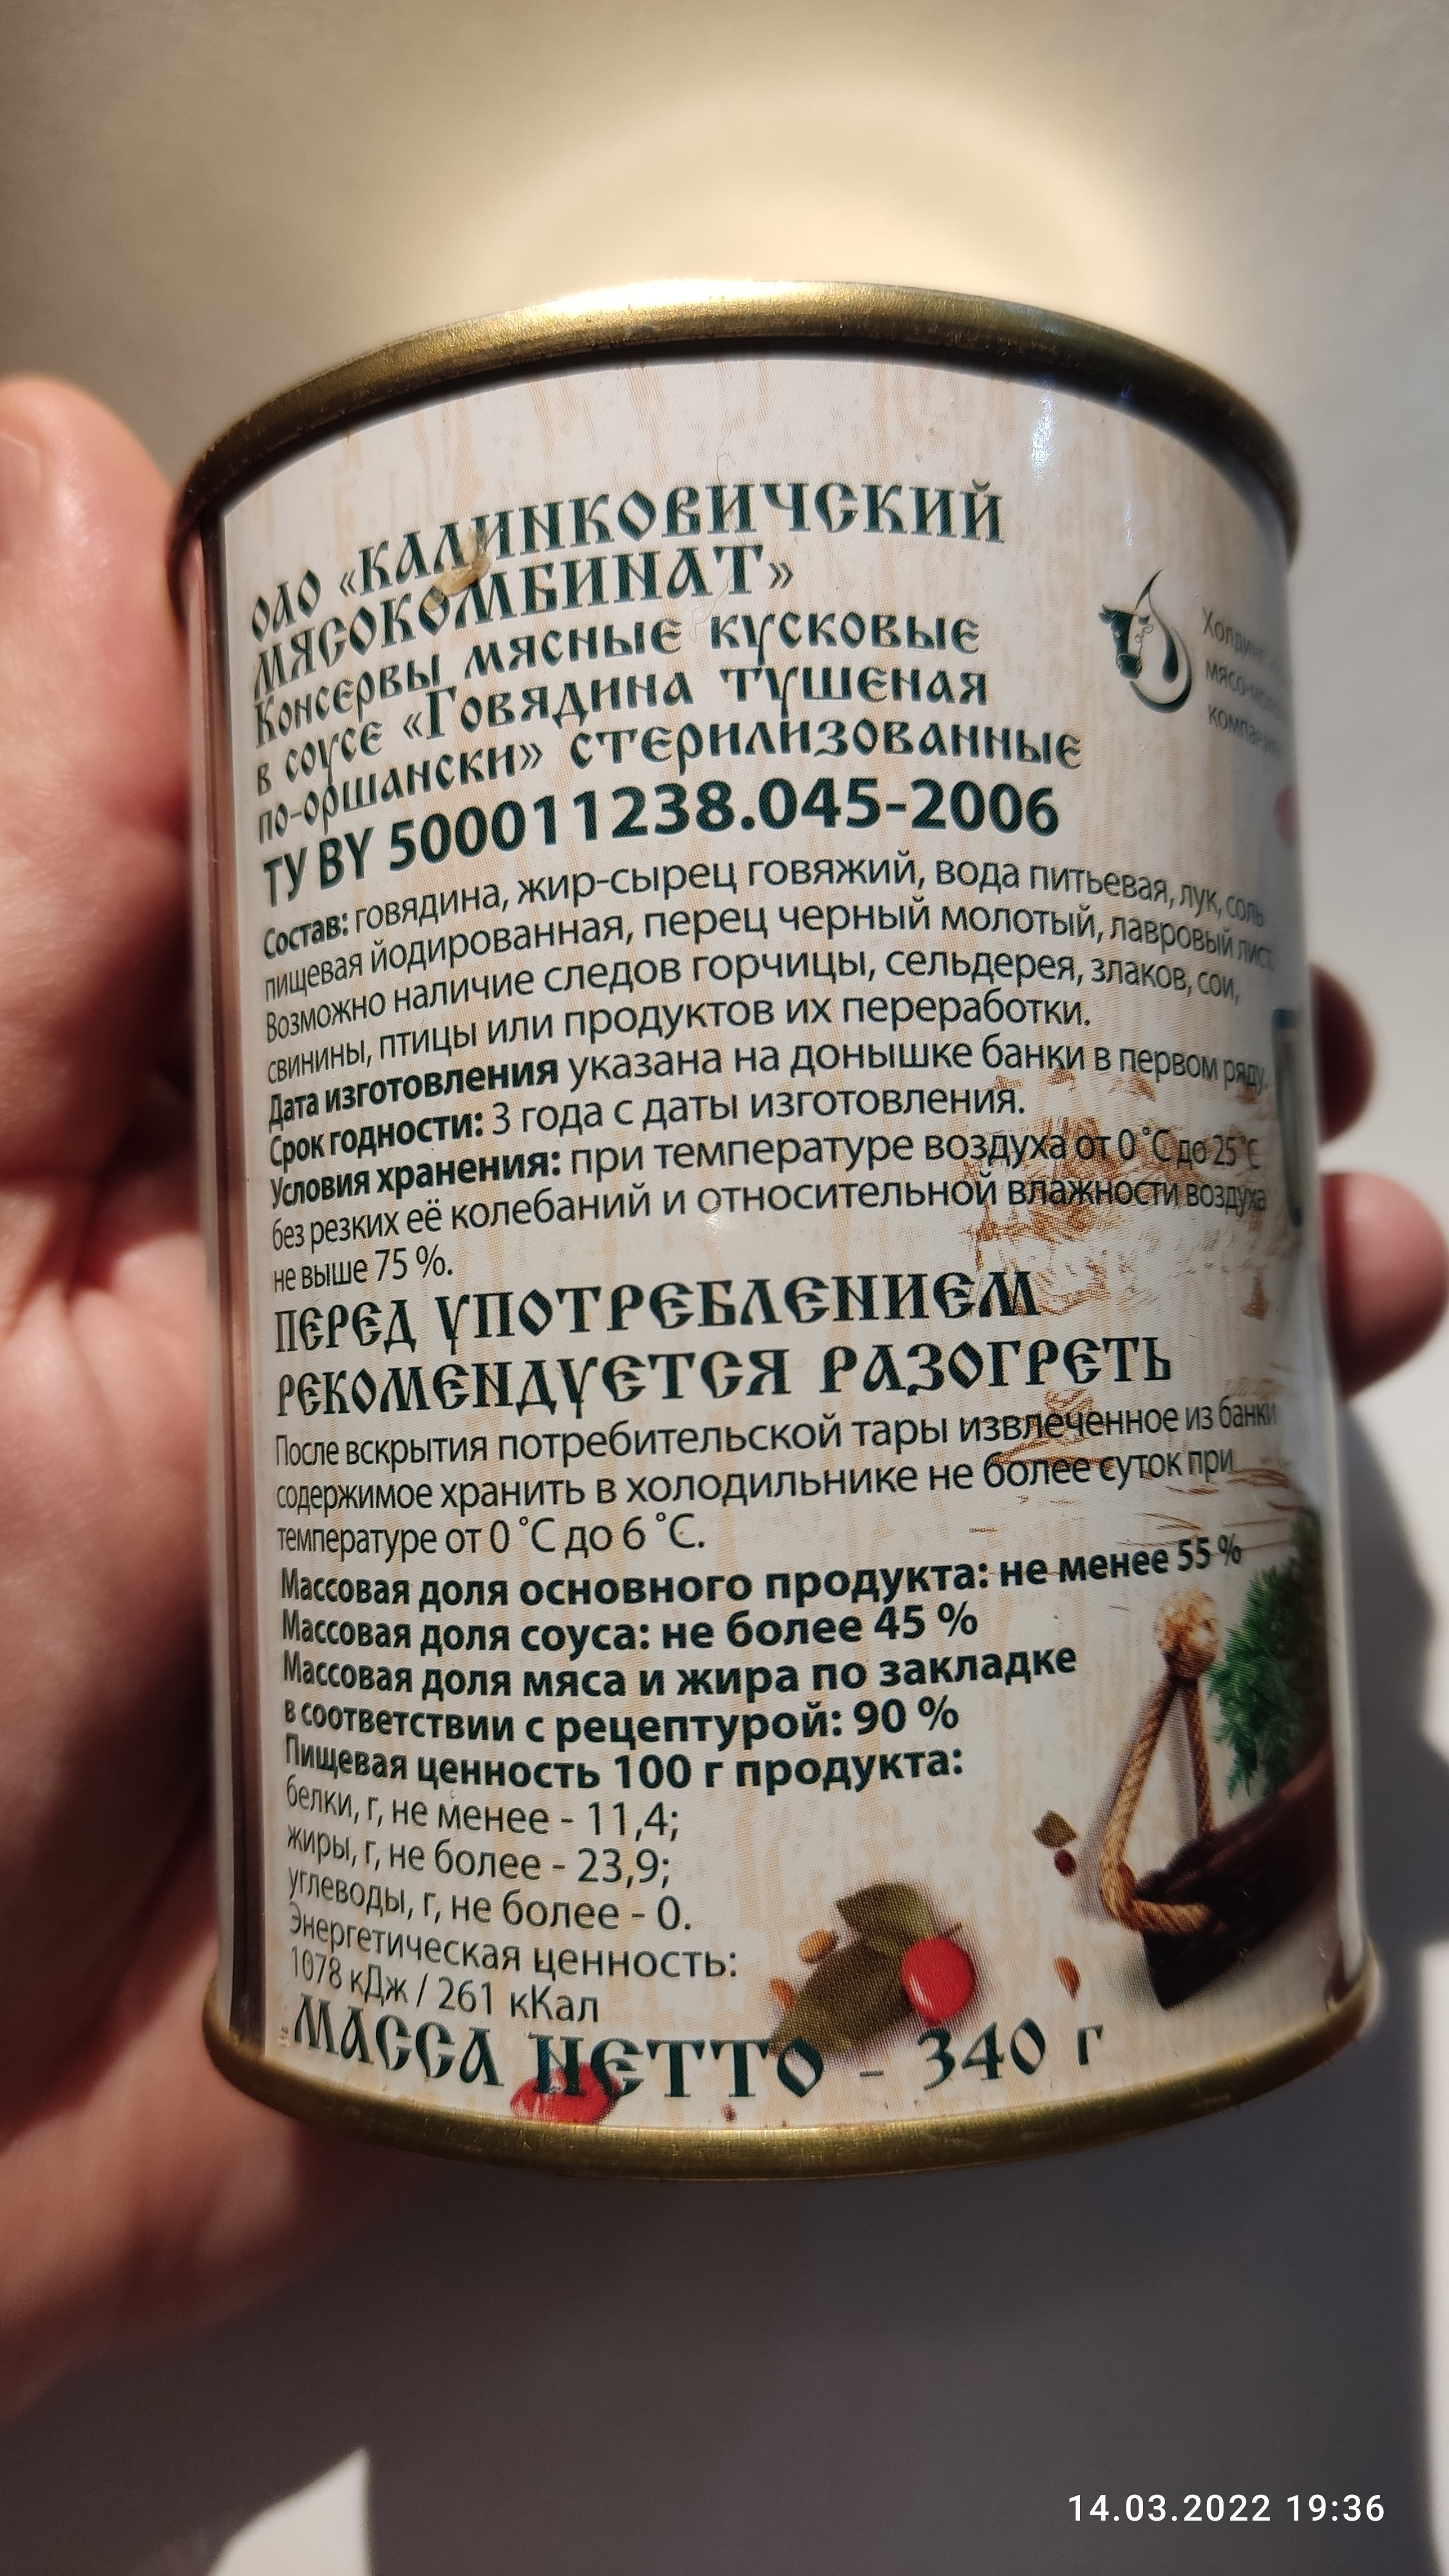 ОАО «КАЛИНКОВИЧСКИЙ
МЯСОКОМБИНАТ»
Консервы мясные кусковые
в соусе «Говядина тушеная
по-оршански» стерилизованные
ТУ BY 500011238.045-2006
Холдинг
мясо-
компания
Состав: говядина, жир-сырец говяжий, вода питьевая, лук, соль
пищевая йодированная, перец черный молотый, лавровый лист.
Возможно наличие следов горчицы, сельдерея, злаков, сои,
свинины, птицы или продуктов их переработки.
Дата изготовления указана на донышке банки в первом ряду.
Срок годности: 3 года с даты изготовления.
Условия хранения: при температуре воздуха от 0 °С до 25 °С
без резких её колебаний и относительной влажности воздуха
не выше 75 %.
ПЕРЕД УПОТРЕБЛЕНИЕМ
РЕКОМЕНДУЕТСЯ РАЗОГРЕТЬ
После вскрытия потребительской тары извлеченное из банки
содержимое хранить в холодильнике не более суток при
температуре от 0 °С до 6 °С.
Массовая доля основного продукта: не менее 55 %
Массовая доля соуса: не более 45 %
Массовая доля мяса и жира по закладке
в соответствии с рецептурой: 90 %
Пищевая ценность 100 г продукта:
белки, г, не менее - 11,4;
жиры, г, не более - 23,9;
углеводы, г, не более - 0.
Энергетическая ценность:
1078 кДж / 261 кКал
МАССА НЕТТО - 340 г
14.03.2022 19:36